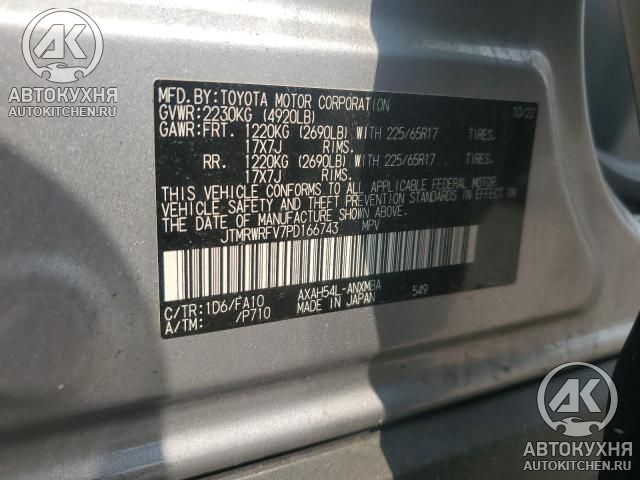 АК
АВТОКУХНЯ
AUTOKITCHEN.RU
MFD.BY:TOYOTA MOTOR CORPORATION 10/22
GVWR:2230KG (4920LB)
GAWR:FRT. 1220KG (2690LB) WITH 225/65R17 TIRES.
17X7J RIMS.
RR. 1220KG (2690LB) WITH 225/65R17 TIRES.
17X7J RIMS.
THIS VEHICLE CONFORMS TO ALL APPLICABLE FEDERAL MOTOR
VEHICLE SAFETY AND THEFT PREVENTION STANDARDS IN EFFECT ON
THE DATE OF MANUFACTURE SHOWN ABOVE.
JTMRWRFV7PD166743 MPV
C/TR:1D6/FA10 AXAH54L-ANXMBA 549
A/TM: /P710 MADE IN JAPAN
АК
АВТОКУХНЯ
AUTOKITCHEN.RU